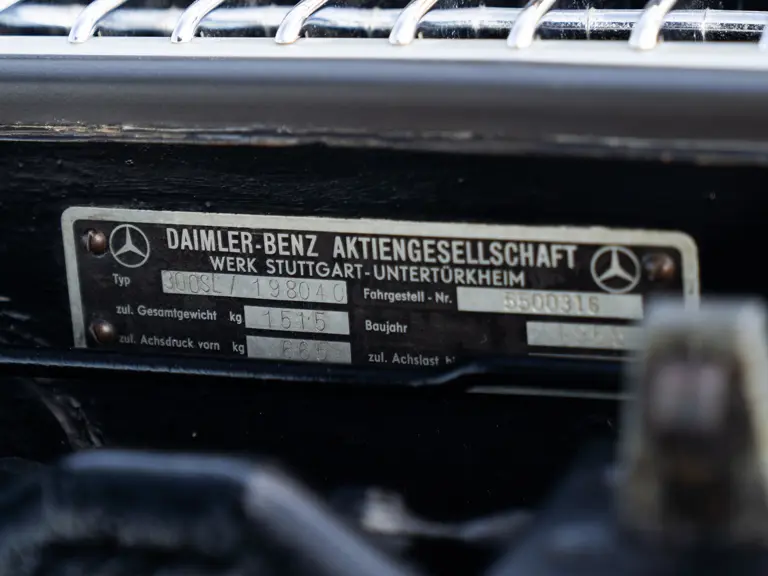 DAIMLER-BENZ AKTIENGESELLSCHAFT
WERK STUTTGART-UNTERTÜRKHEIM
Typ 300SL/198040 Fahrgestell-Nr. 5500316
zul. Gesamtgewicht kg 1515 Baujahr
zul. Achsdruck vorn kg 665 zul. Achslast